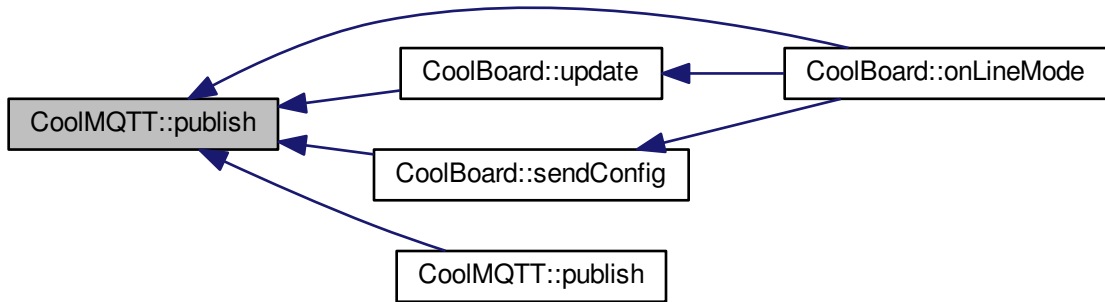 CoolMQTT::publish
CoolBoard::update
CoolBoard::onLineMode
CoolBoard::sendConfig
CoolMQTT::publish